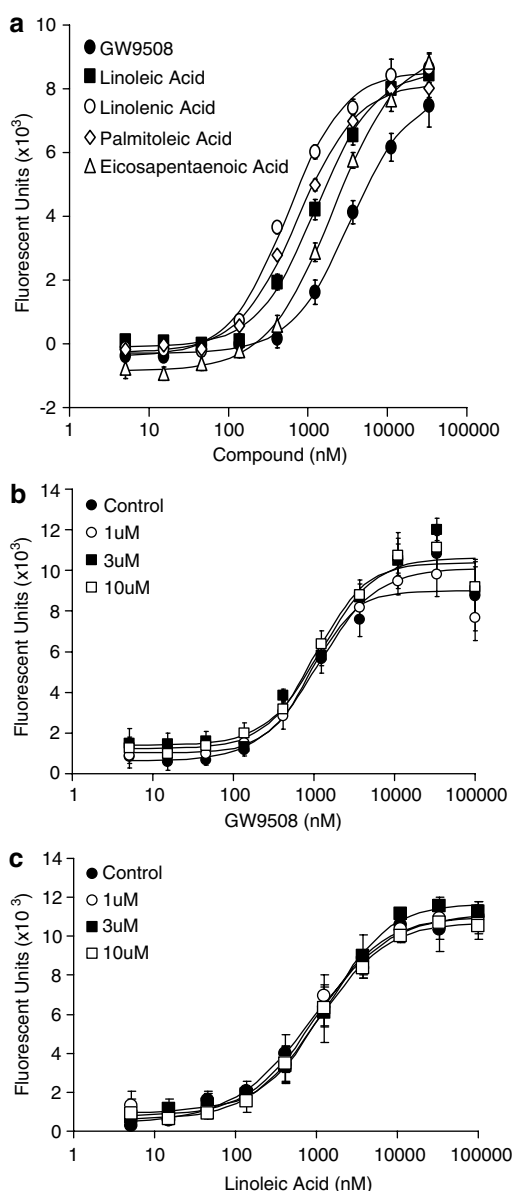 a
10
8
6
4
2
0
-2
Fluorescent Units (x10³)
GW9508
Linoleic Acid
Linolenic Acid
Palmitoleic Acid
Eicosapentaenoic Acid
1 10 100 1000 10000 100000
Compound (nM)
b
14
12
10
8
6
4
2
0
Fluorescent Units (x10³)
Control
1uM
3uM
10uM
1 10 100 1000 10000 100000
GW9508 (nM)
c
14
12
10
8
6
4
2
0
Fluorescent Units (x10³)
Control
1uM
3uM
10uM
1 10 100 1000 10000 100000
Linoleic Acid (nM)